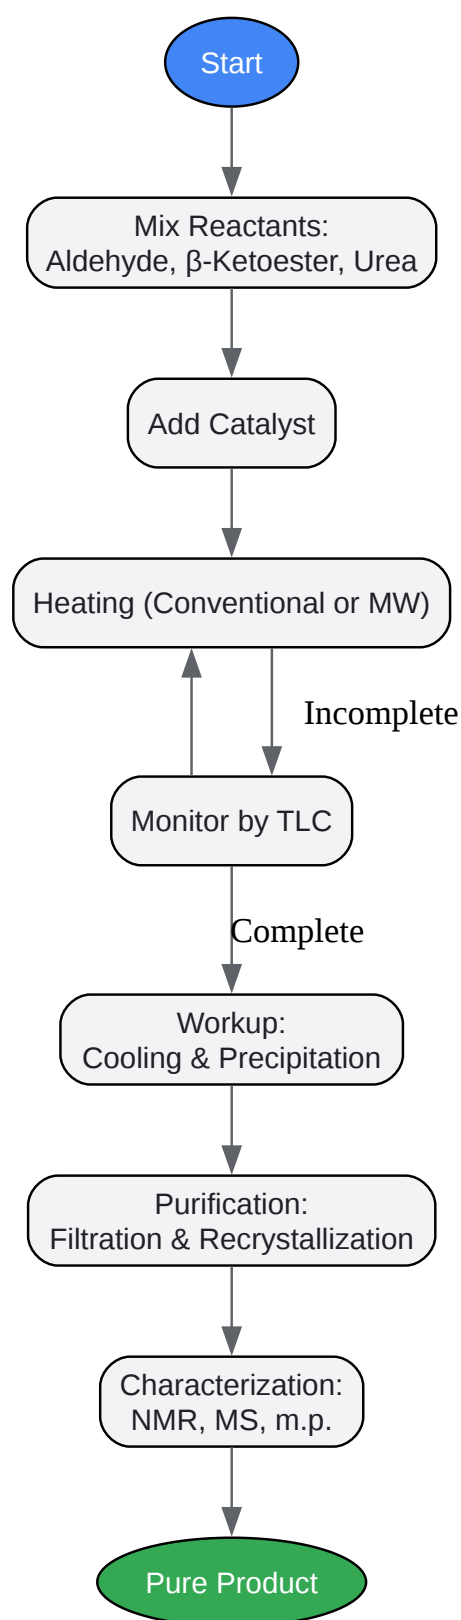 Start
Mix Reactants:
Aldehyde, β-Ketoester, Urea
Add Catalyst
Heating (Conventional or MW)
Incomplete
Monitor by TLC
Complete
Workup:
Cooling & Precipitation
Purification:
Filtration & Recrystallization
Characterization:
NMR, MS, m.p.
Pure Product